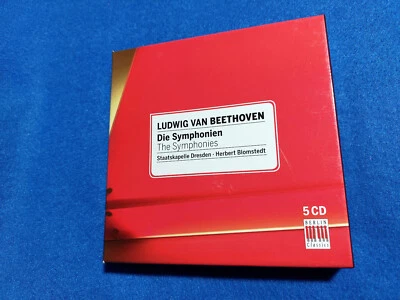 LUDWIG VAN BEETHOVEN
Die Symphonien
The Symphonies
Staatskapelle Dresden · Herbert Blomstedt
5 CD
BERLIN
Classics